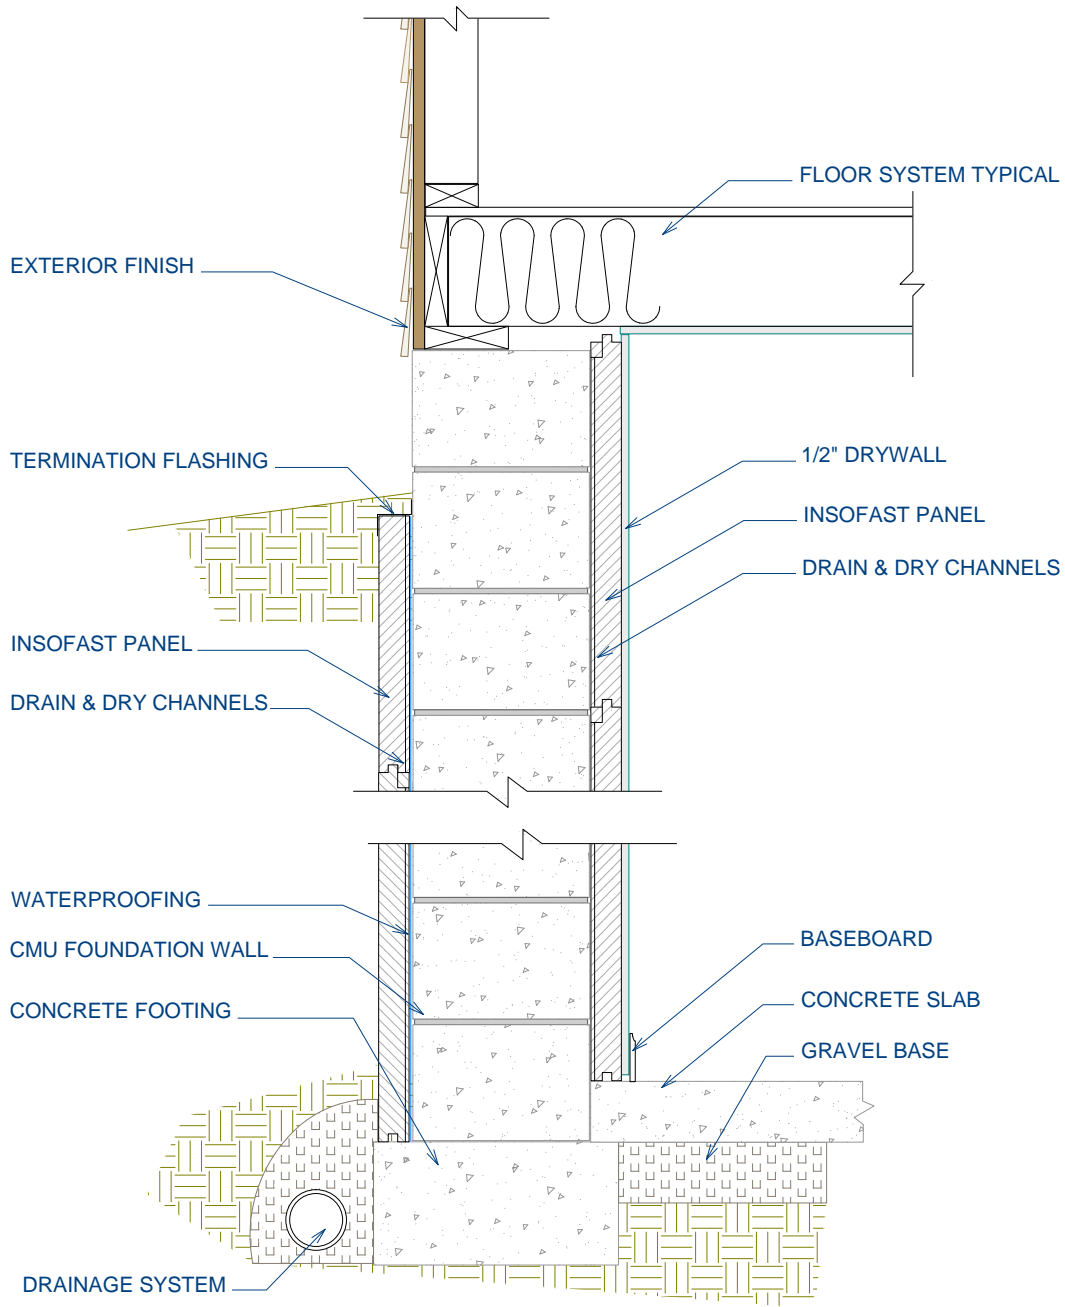 FLOOR SYSTEM TYPICAL
EXTERIOR FINISH
TERMINATION FLASHING
1/2" DRYWALL
INSOFAST PANEL
DRAIN & DRY CHANNELS
INSOFAST PANEL
DRAIN & DRY CHANNELS
WATERPROOFING
CMU FOUNDATION WALL
BASEBOARD
CONCRETE FOOTING
CONCRETE SLAB
GRAVEL BASE
DRAINAGE SYSTEM